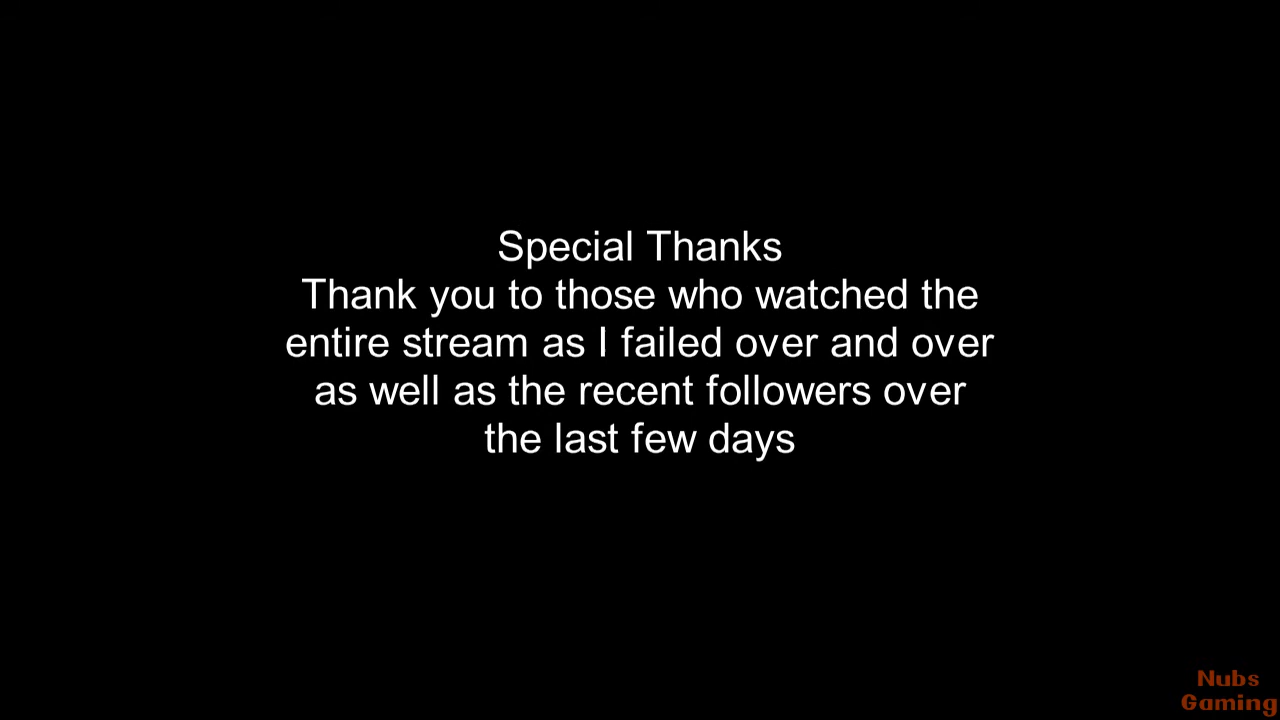 Special Thanks
Thank you to those who watched the
entire stream as I failed over and over
as well as the recent followers over
the last few days
Nubs
Gaming